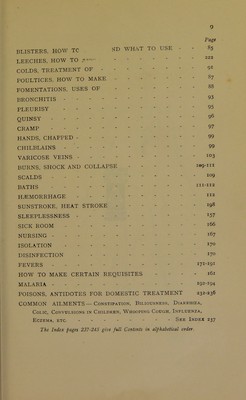 9
Page
BLISTERS, HOW TC SD WHAT TO USE - - 85
LEECHES, HOW TO - - - - - - 102
COLDS, TREATMENT OF - - - - - - 92
POULTICES, HOW TO MAKE - - - - - - 87
FOMENTATIONS, USES OF - - - - - - 88
BRONCHITIS - - - - - - 93
PLEURISY - - - - - - 95
QUINSY - - - - - - 96
CRAMP - - - - - - 97
HANDS, CHAPPED - - - - - - 99
CHILBLAINS - - - - - - 99
VARICOSE VEINS - - - - - - 103
BURNS, SHOCK AND COLLAPSE - - - - 109-111
SCALDS - - - - - - 109
BATHS - - - - - - 111-112
HÆMORRHAGE - - - - - - 112
SUNSTROKE, HEAT STROKE - - - - - 198
SLEEPLESSNESS - - - - - - 157
SICK ROOM - - - - - - 166
NURSING - - - - - - 167
ISOLATION - - - - - - 170
DISINFECTION - - - - - - 170
FEVERS - - - - - - 171-191
HOW TO MAKE CERTAIN REQUISITES - - - 161
MALARIA - - - - - - 192-194
POISONS, ANTIDOTES FOR DOMESTIC TREATMENT 232-236
COMMON AILMENTS — Constipation, Biliousness, Diarrhœa,
Colic, Convulsions in Children, Whooping Cough, Influenza,
Eczema, etc. - - - - - See Index 237
The Index pages 237-241 give full Contents in alphabetical order.